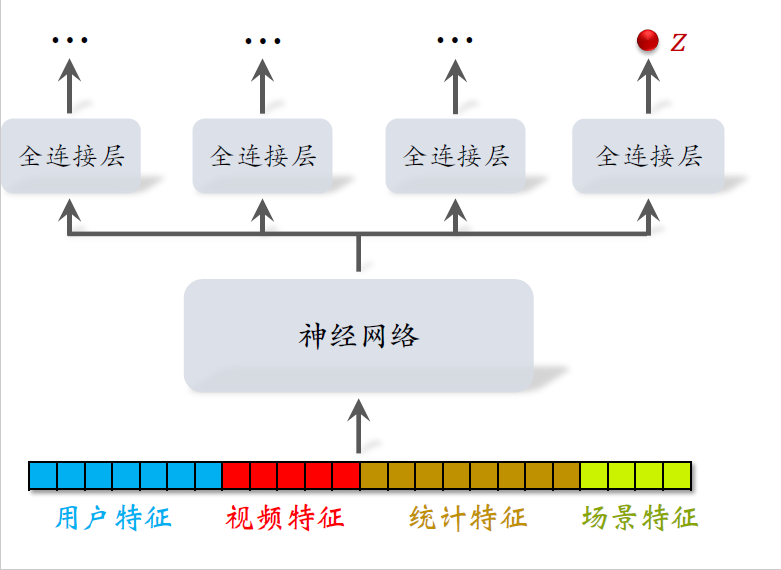 ... ... ... z
全连接层 全连接层 全连接层 全连接层
神经网络
用户特征 视频特征 统计特征 场景特征